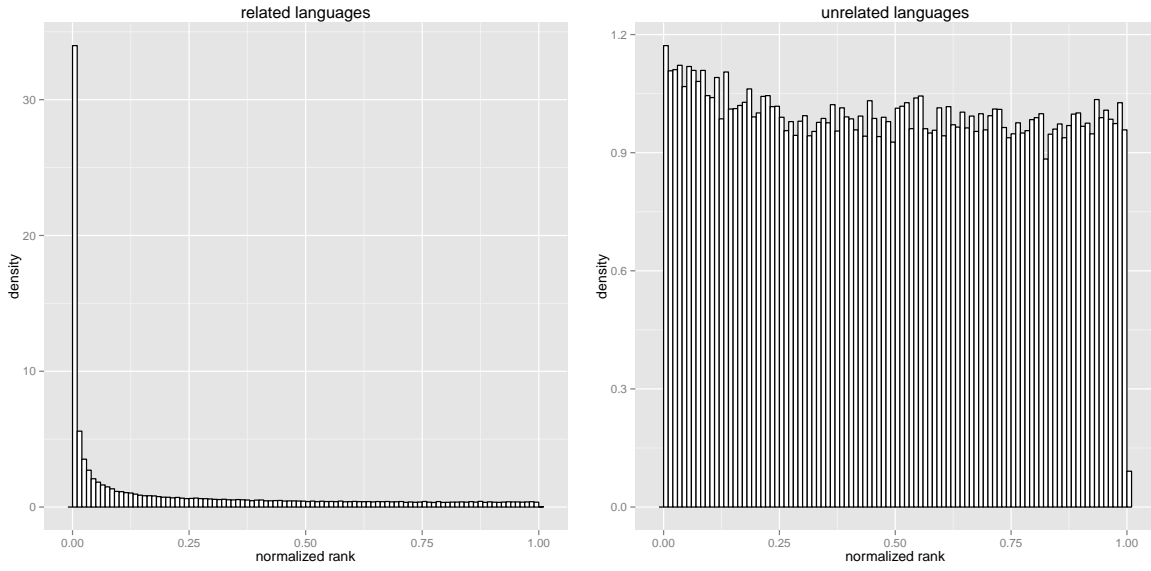 related languages
density
30
20
10
0
0.00 0.25 0.50 0.75 1.00
normalized rank
unrelated languages
density
1.2
0.9
0.6
0.3
0.0
0.00 0.25 0.50 0.75 1.00
normalized rank